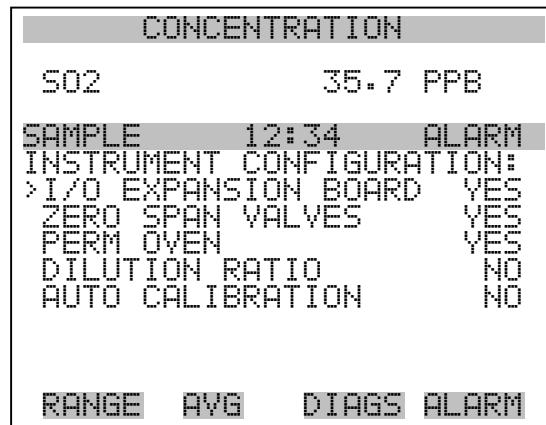 CONCENTRATION
SO2 35.7 PPB
SAMPLE 12:34 ALARM
INSTRUMENT CONFIGURATION:
>I/O EXPANSION BOARD YES
ZERO SPAN VALVES YES
PERM OVEN YES
DILUTION RATIO NO
AUTO CALIBRATION NO
RANGE AVG DIAGS ALARM